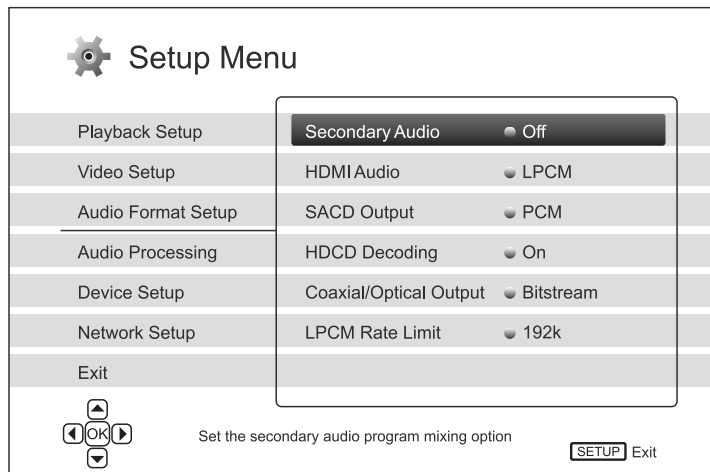 Setup Menu
Playback Setup
Video Setup
Audio Format Setup
Audio Processing
Device Setup
Network Setup
Exit
Secondary Audio Off
HDMI Audio LPCM
SACD Output PCM
HDCD Decoding On
Coaxial/Optical Output Bitstream
LPCM Rate Limit 192k
OK
Set the secondary audio program mixing option
SETUP Exit